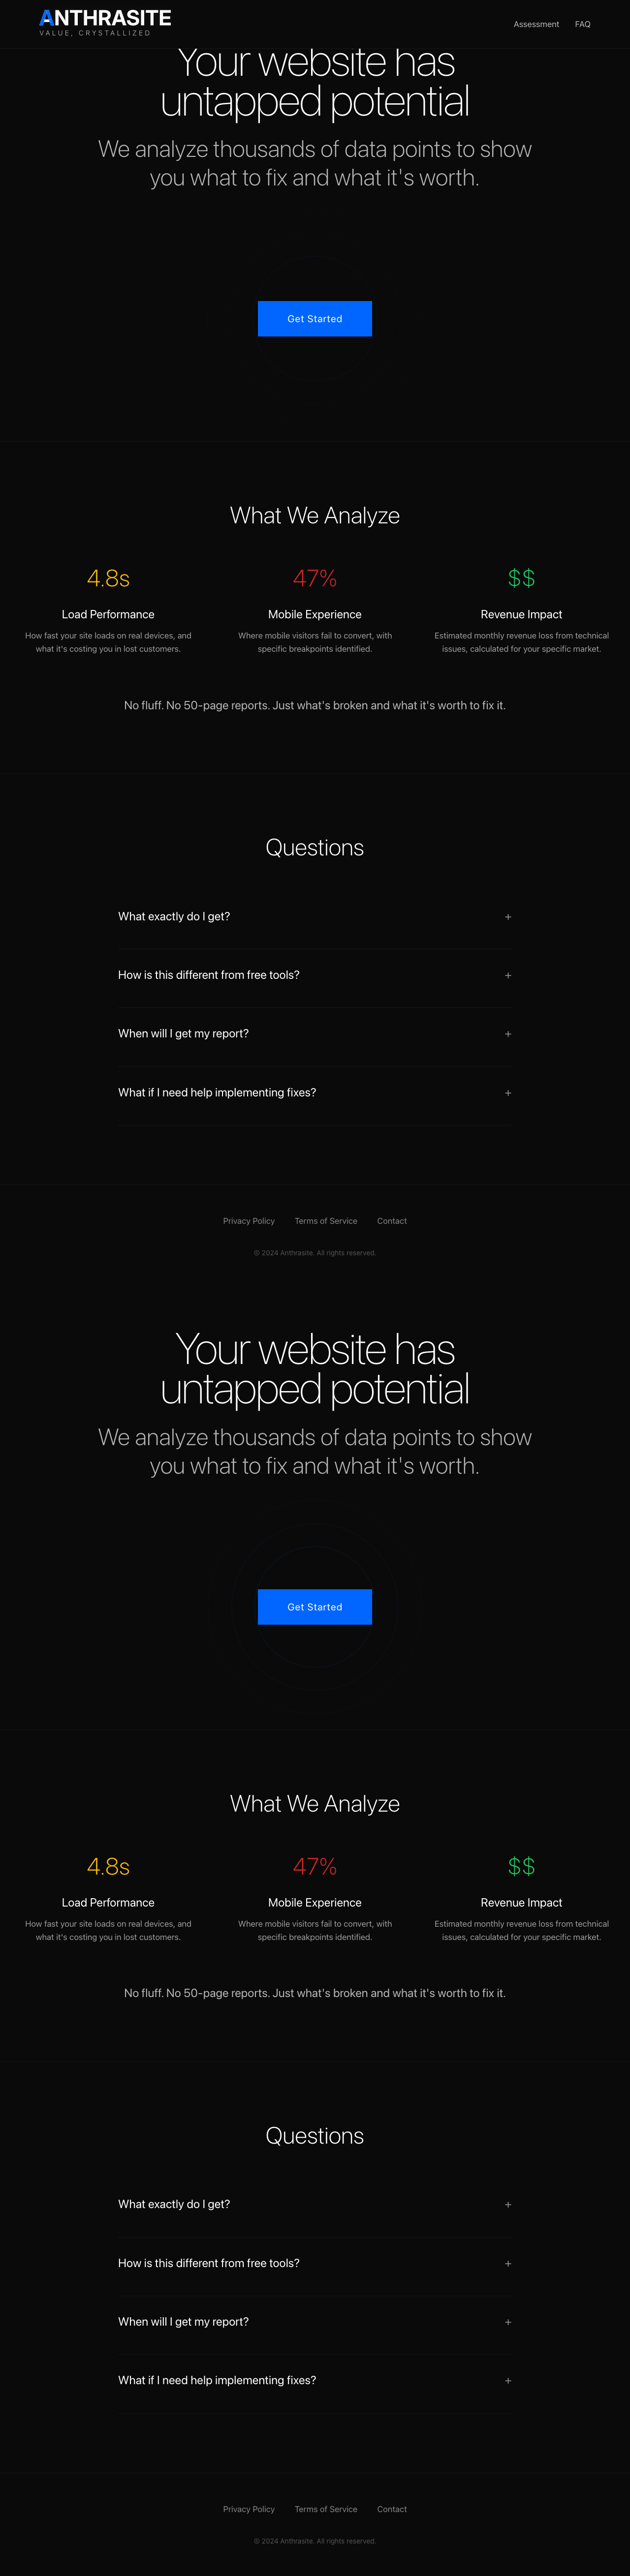 ANTHRASITE
VALUE, CRYSTALLIZED
Assessment FAQ
Your website has
untapped potential
We analyze thousands of data points to show
you what to fix and what it's worth.
Get Started
What We Analyze
4.8s
Load Performance
How fast your site loads on real devices, and
what it's costing you in lost customers.
47%
Mobile Experience
Where mobile visitors fail to convert, with
specific breakpoints identified.
$$
Revenue Impact
Estimated monthly revenue loss from technical
issues, calculated for your specific market.
No fluff. No 50-page reports. Just what's broken and what it's worth to fix it.
Questions
What exactly do I get? +
How is this different from free tools? +
When will I get my report? +
What if I need help implementing fixes? +
Privacy Policy Terms of Service Contact
© 2024 Anthrasite. All rights reserved.
Your website has
untapped potential
We analyze thousands of data points to show
you what to fix and what it's worth.
Get Started
What We Analyze
4.8s
Load Performance
How fast your site loads on real devices, and
what it's costing you in lost customers.
47%
Mobile Experience
Where mobile visitors fail to convert, with
specific breakpoints identified.
$$
Revenue Impact
Estimated monthly revenue loss from technical
issues, calculated for your specific market.
No fluff. No 50-page reports. Just what's broken and what it's worth to fix it.
Questions
What exactly do I get? +
How is this different from free tools? +
When will I get my report? +
What if I need help implementing fixes? +
Privacy Policy Terms of Service Contact
© 2024 Anthrasite. All rights reserved.